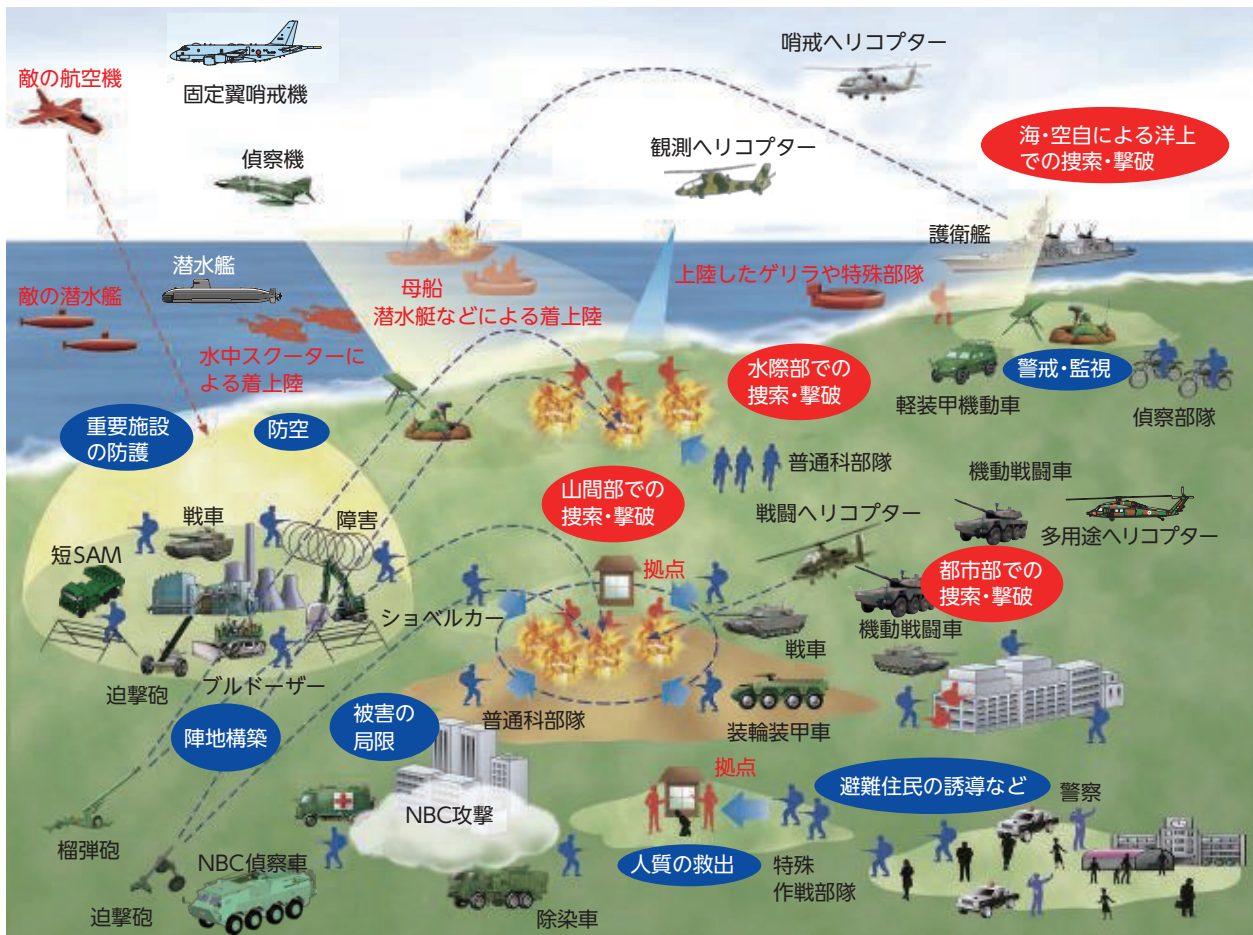 敵の航空機
固定翼哨戒機
哨戒ヘリコプター
偵察機
観測ヘリコプター
海・空自による洋上
での捜索・撃破
護衛艦
潜水艦
敵の潜水艦
母船
潜水艇などによる着上陸
上陸したゲリラや特殊部隊
水中スクーターに
よる着上陸
水際部での
捜索・撃破
軽装甲機動車
警戒・監視
偵察部隊
重要施設
の防護
防空
普通科部隊
山間部での
捜索・撃破
戦闘ヘリコプター
機動戦闘車
多用途ヘリコプター
戦車
障害
短SAM
拠点
都市部での
捜索・撃破
ショベルカー
機動戦闘車
戦車
迫撃砲
ブルドーザー
普通科部隊
装輪装甲車
陣地構築
被害の
局限
拠点
避難住民の誘導など
警察
NBC攻撃
榴弾砲
NBC偵察車
人質の救出
特殊
作戦部隊
迫撃砲
除染車